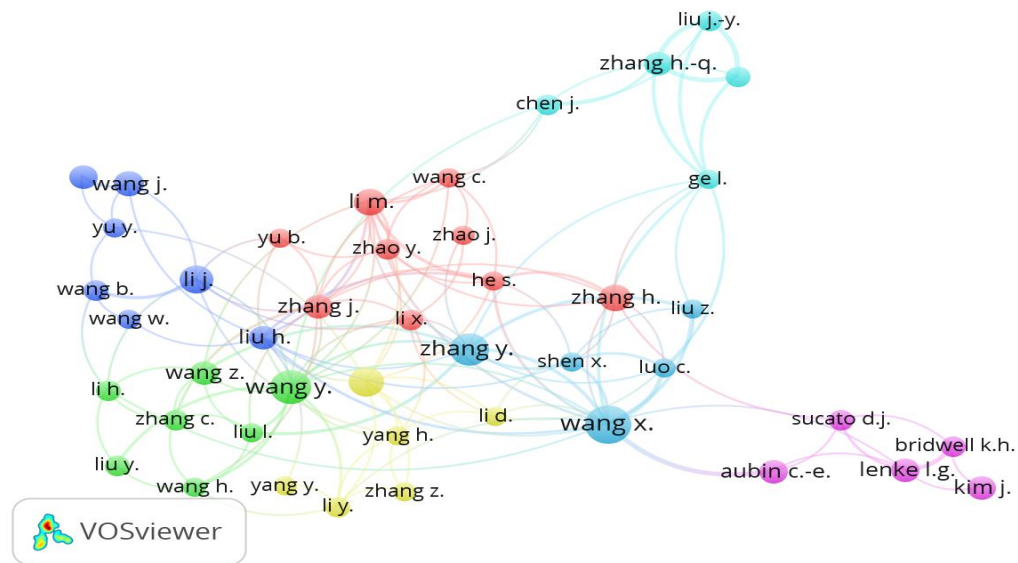 liu j.-y.
zhang h.-q.
chen j.
wang c.
ge l.
wang j.
li m.
yu y.
yu b.
zhao y.
zhao j.
li j.
he s.
wang b.
zhang j.
zhang h.
liu z.
wang w.
li x.
liu h.
zhang y.
shen x.
luo c.
wang z.
wang y.
li h.
zhang c.
liu l.
li d.
wang x.
sucato d.j.
yang h.
bridwell k.h.
liu y.
aubin c.-e.
lenke l.g.
wang h.
yang y.
zhang z.
kim j.
li y.
VOSviewer